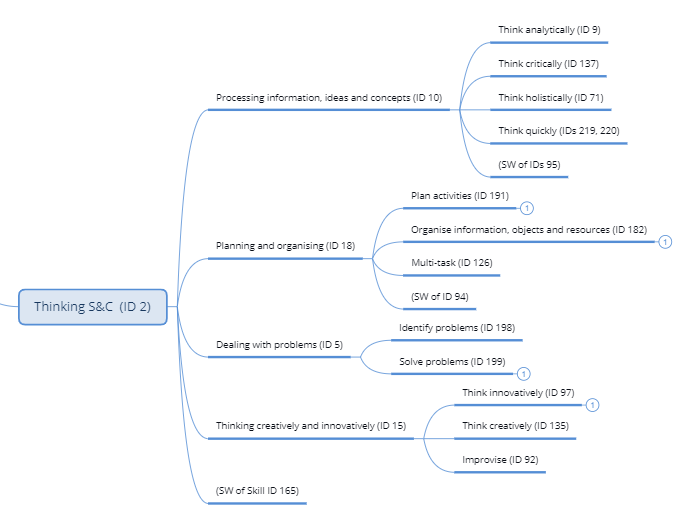 Think analytically (ID 9)
Think critically (ID 137)
Processing information, ideas and concepts (ID 10)
Think holistically (ID 71)
Think quickly (IDs 219, 220)
(SW of IDs 95)
Plan activities (ID 191)
1
Organise information, objects and resources (ID 182)
1
Planning and organising (ID 18)
Multi-task (ID 126)
(SW of ID 94)
Thinking S&C (ID 2)
Identify problems (ID 198)
Dealing with problems (ID 5)
Solve problems (ID 199)
1
Think innovatively (ID 97)
1
Thinking creatively and innovatively (ID 15)
Think creatively (ID 135)
Improvise (ID 92)
(SW of Skill ID 165)